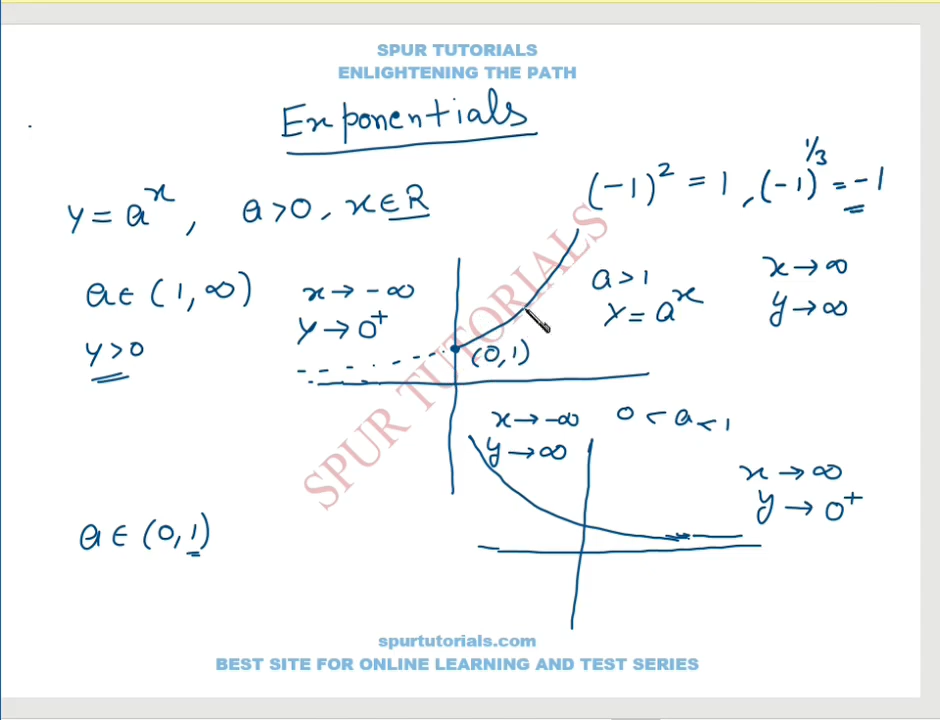 SPUR TUTORIALS
ENLIGHTENING THE PATH
Exponentials
(-1)² = 1, (-1)^1/3 = -1
y = a^x, a > 0, x ∈ R
a ∈ (1, ∞)
y > 0
x → -∞
y → 0⁺
(0, 1)
a > 1
y = a^x
x → ∞
y → ∞
x → -∞
y → ∞
0 < a < 1
x → ∞
y → 0⁺
a ∈ (0, 1)
SPUR TUTORIALS
spurtutorials.com
BEST SITE FOR ONLINE LEARNING AND TEST SERIES